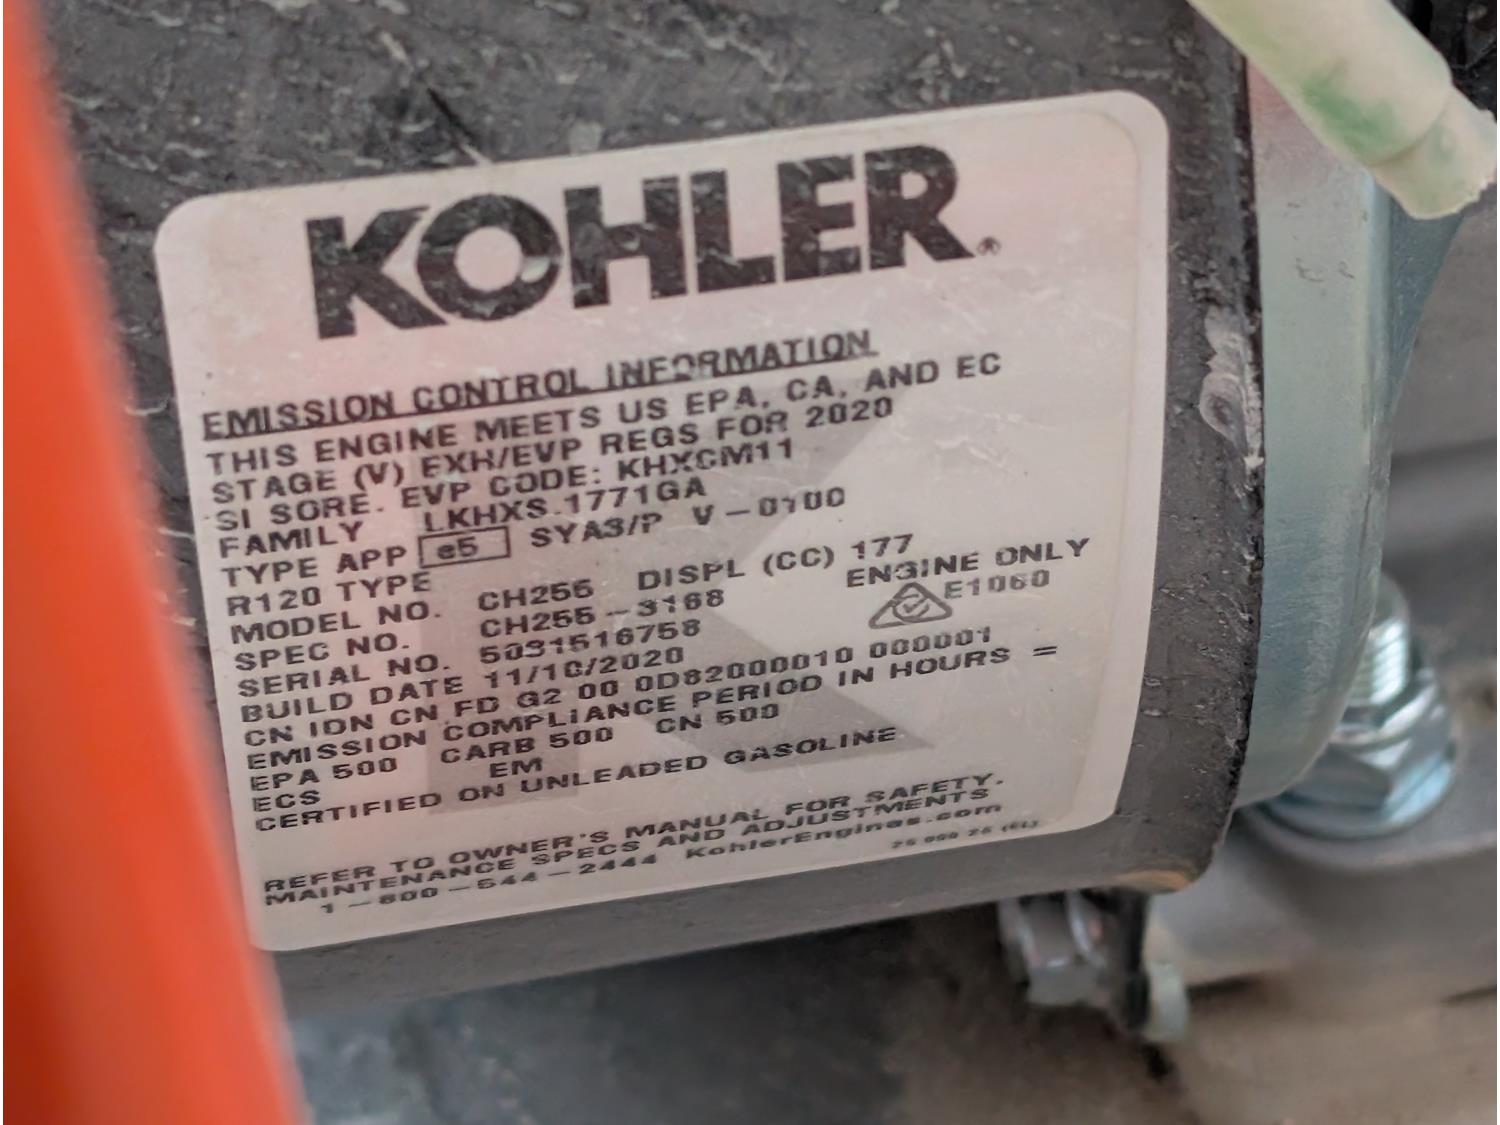 KOHLER®
EMISSION CONTROL INFORMATION
THIS ENGINE MEETS US EPA, CA, AND EC
STAGE (V) EXH/EVP REGS FOR 2020
SI SORE. EVP CODE: KHXCM11
FAMILY LKHXS.1771GA
TYPE APP e5 SYA3/P V-0100
R120 TYPE
MODEL NO. CH255 DISPL (CC) 177
SPEC NO. CH255-3168 ENGINE ONLY
SERIAL NO. 5031516758 E1060
BUILD DATE 11/10/2020
CN IDN CN FD G2 00 0D82000010 000001
EMISSION COMPLIANCE PERIOD IN HOURS =
EPA 500 CARB 500 CN 500
ECS EM
CERTIFIED ON UNLEADED GASOLINE
REFER TO OWNER'S MANUAL FOR SAFETY,
MAINTENANCE SPECS AND ADJUSTMENTS
1-800-544-2444 KohlerEngines.com